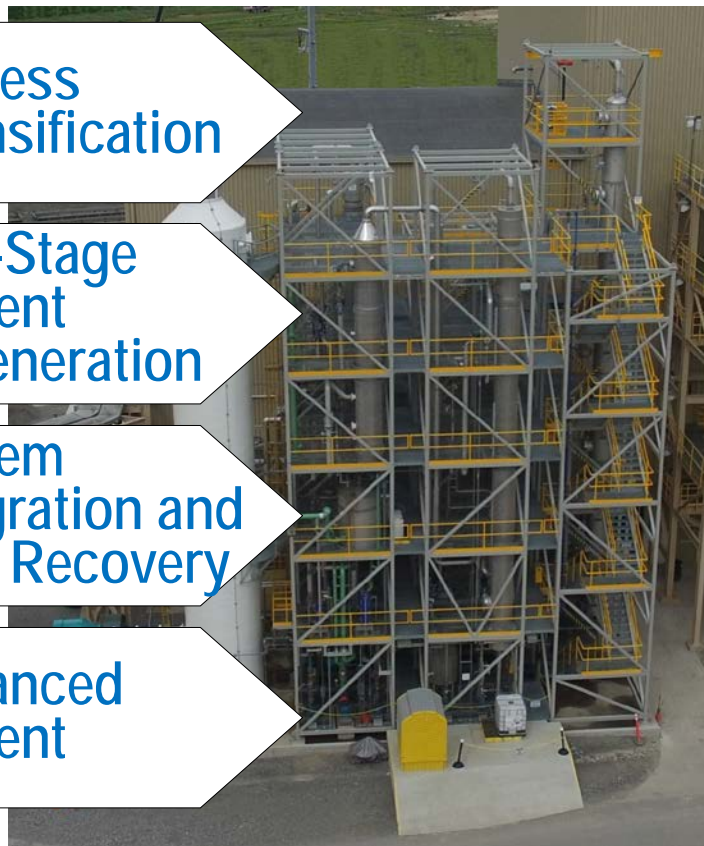 ess
nsification
-Stage
ent
eneration
em
gration and
Recovery
anced
ent